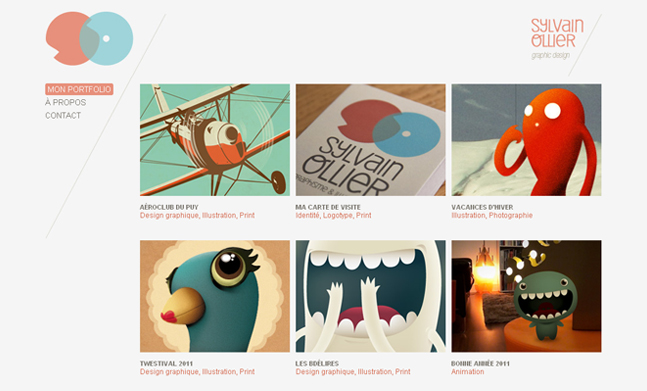 SYLVAIN
OLLIER
graphic design
MON PORTFOLIO
À PROPOS
CONTACT
SYLVAIN
OLLIER
AÉROCLUB DU PUY
Design graphique, Illustration, Print
MA CARTE DE VISITE
Identité, Logotype, Print
VACANCES D'HIVER
Illustration, Photographie
TWESTIVAL 2011
Design graphique, Illustration, Print
LES BDÉLIRES
Design graphique, Illustration, Print
BONNE ANNÉE 2011
Animation